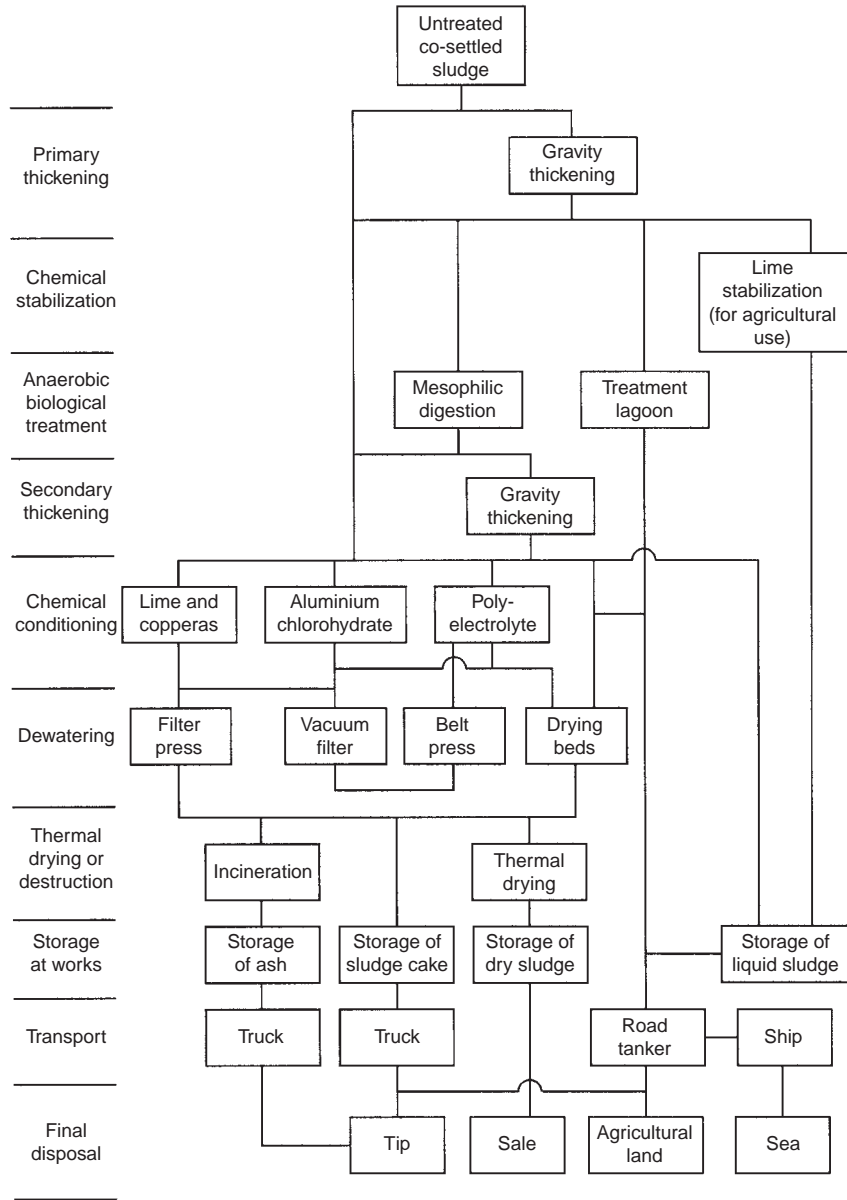 Untreated
co-settled
sludge
Primary
thickening
Gravity
thickening
Chemical
stabilization
Lime
stabilization
(for agricultural
use)
Anaerobic
biological
treatment
Mesophilic
digestion
Treatment
lagoon
Secondary
thickening
Gravity
thickening
Chemical
conditioning
Lime and
copperas
Aluminium
chlorohydrate
Poly-
electrolyte
Dewatering
Filter
press
Vacuum
filter
Belt
press
Drying
beds
Thermal
drying or
destruction
Incineration
Thermal
drying
Storage
at works
Storage
of ash
Storage of
sludge cake
Storage of
dry sludge
Storage of
liquid sludge
Transport
Truck
Truck
Road
tanker
Ship
Final
disposal
Tip
Sale
Agricultural
land
Sea